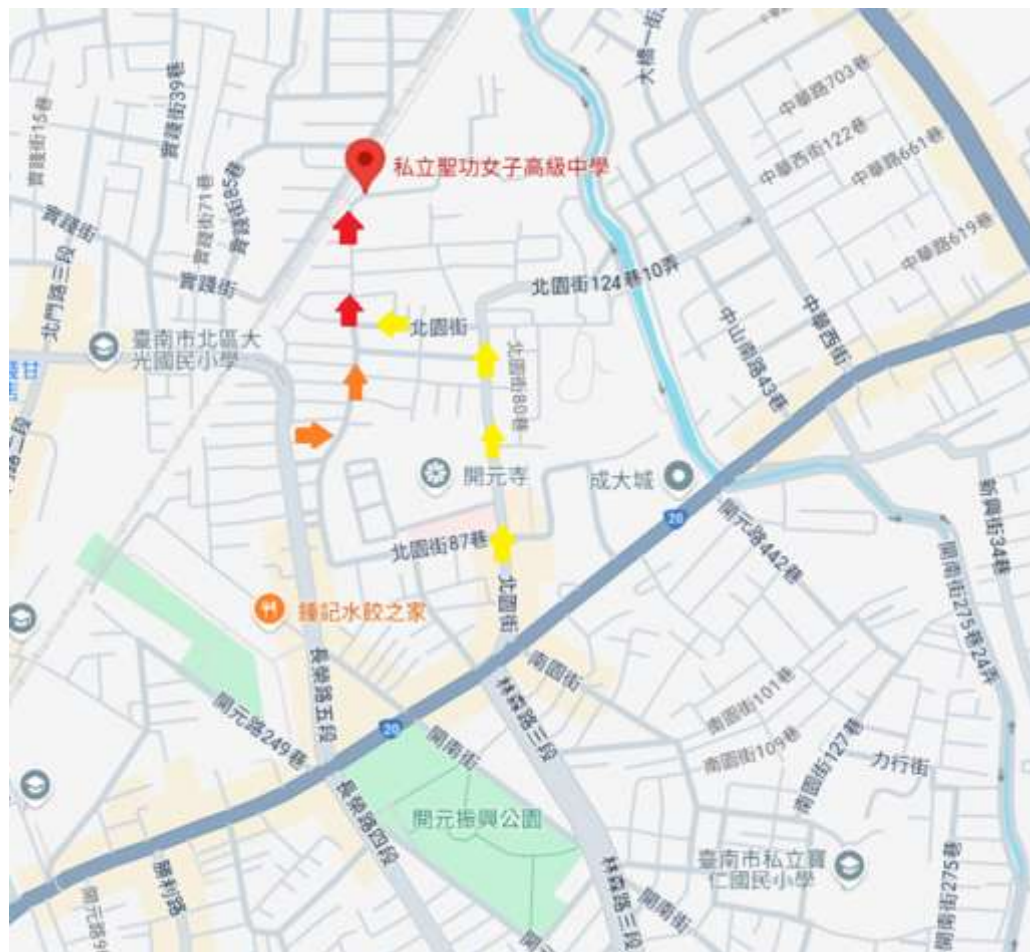 大橋一街
中華路703巷
中華西街122巷
中華路661巷
中華路619巷
實踐街39巷
實踐街15巷
實踐街71巷
實踐街85巷
私立聖功女子高級中學
實踐街
實踐街
北門路三段
北園街124巷10弄
北園街
北園街80巷
臺南市北區大
光國民小學
中山南路43巷
中華西街
開元寺
成大城
20
新興街34巷
北園街87巷
開元路442巷
開南街275巷24弄
鍾記水餃之家
北園街
長榮路五段
南園街
林森路三段
開元路249巷
20
開南街
南園街101巷
南園街109巷
南園街127巷
力行街
開元振興公園
長榮路四段
勝利路
臺南市私立寶
仁國民小學
林森路三段
開南街
開南街275巷